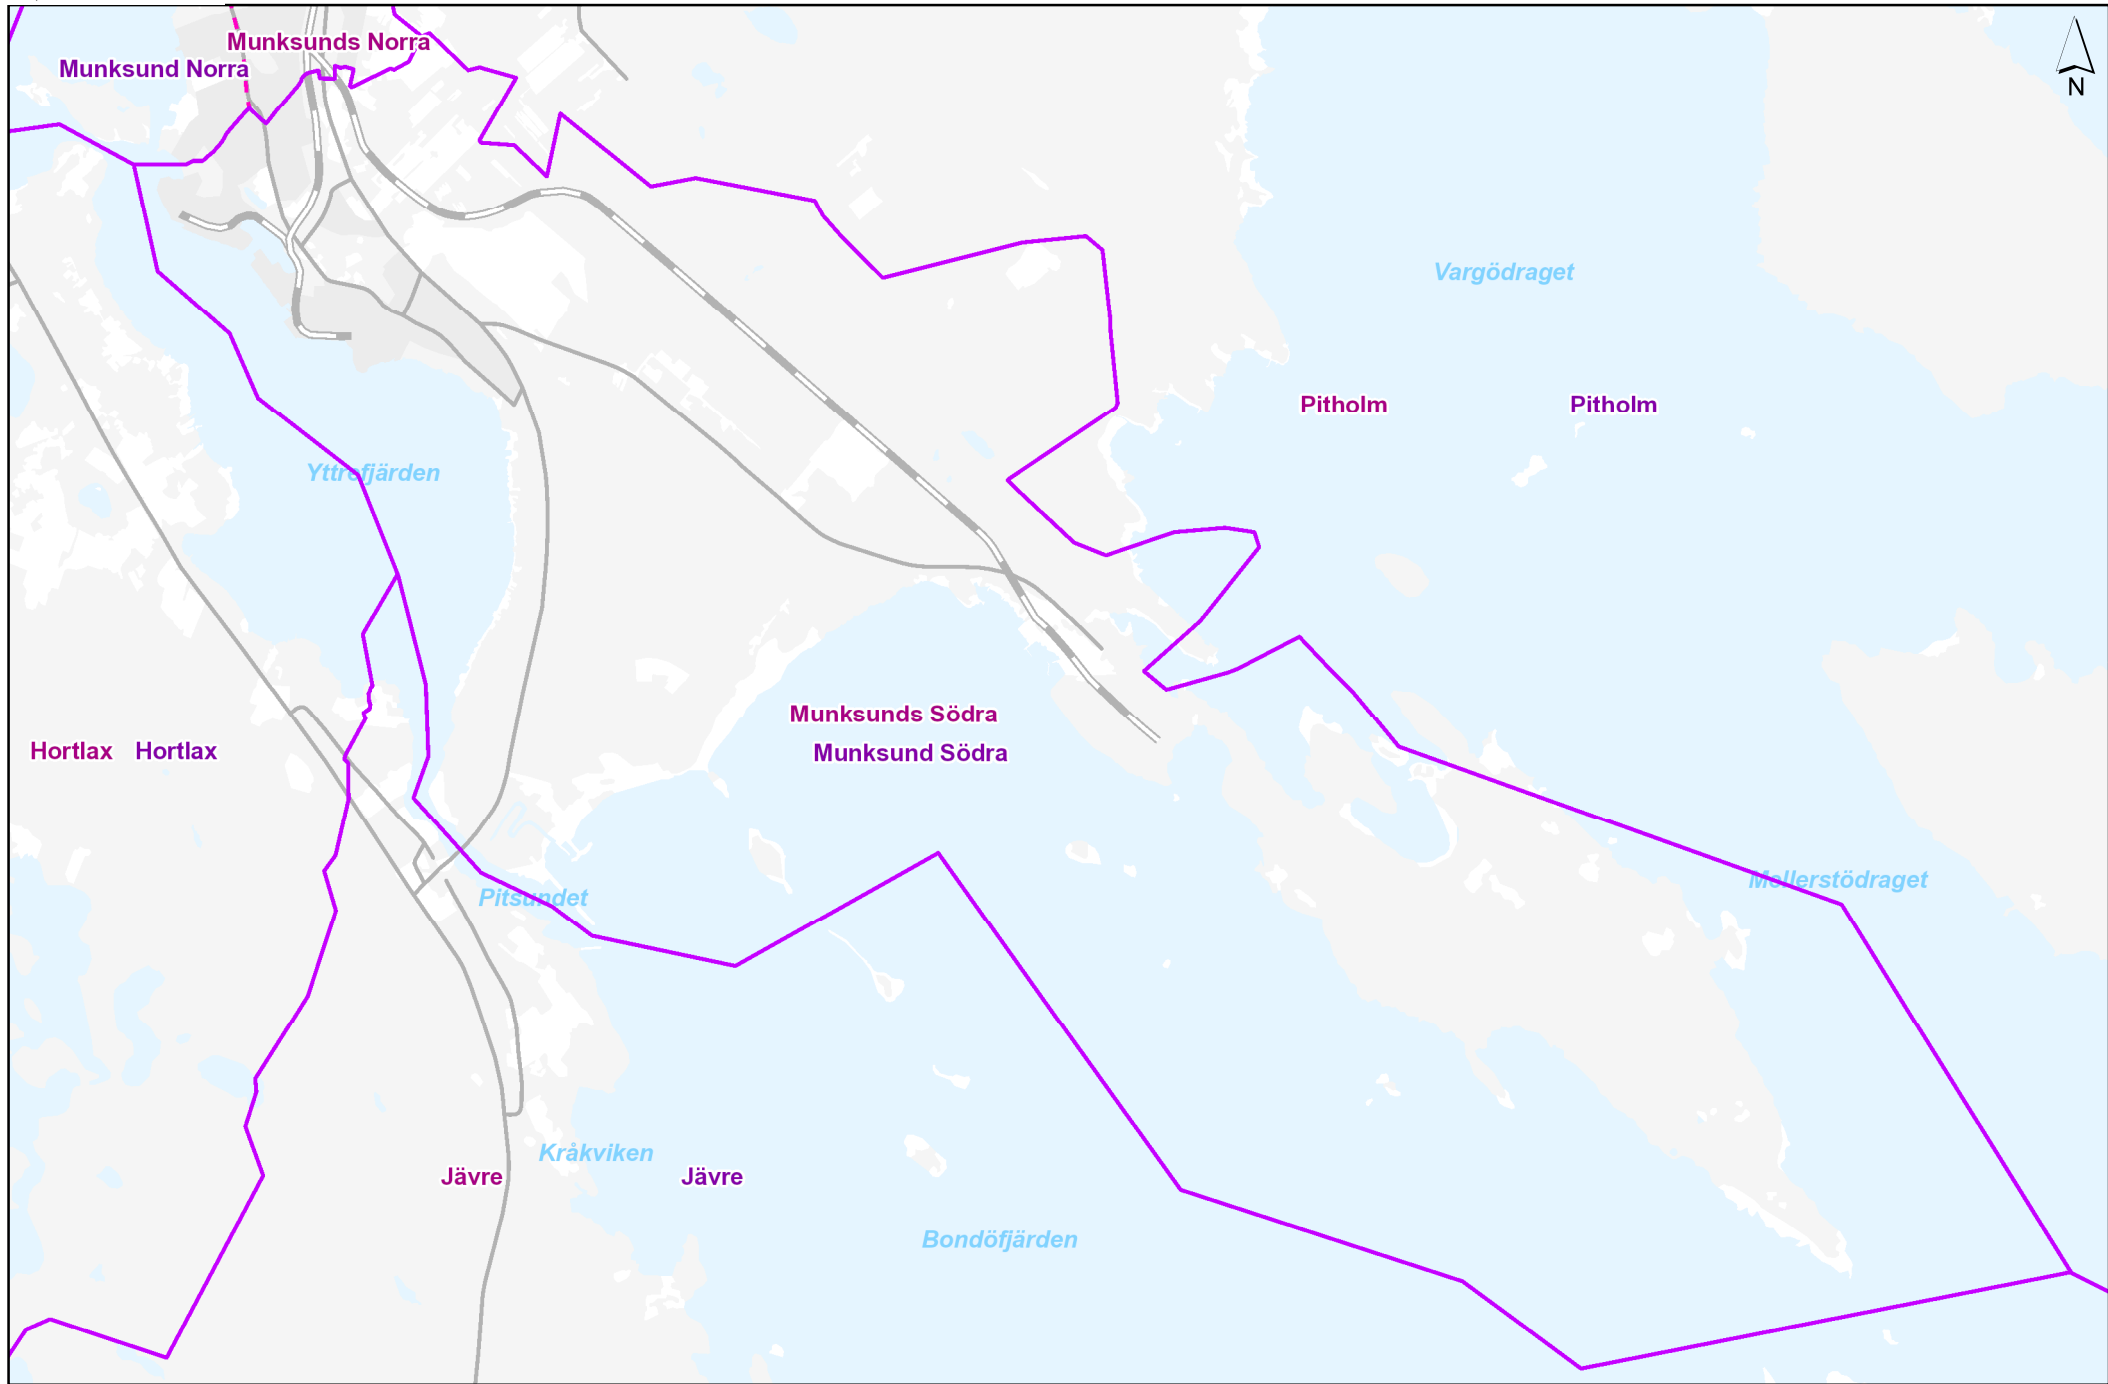 Munksunds Norra
Munksund Norra
N
Vargödraget
Pitholm Pitholm
Yttrefjärden
Munksunds Södra
Hortlax Hortlax Munksund Södra
Mellerstödraget
Pitsundet
Kråkviken
Jävre Jävre
Bondöfjärden